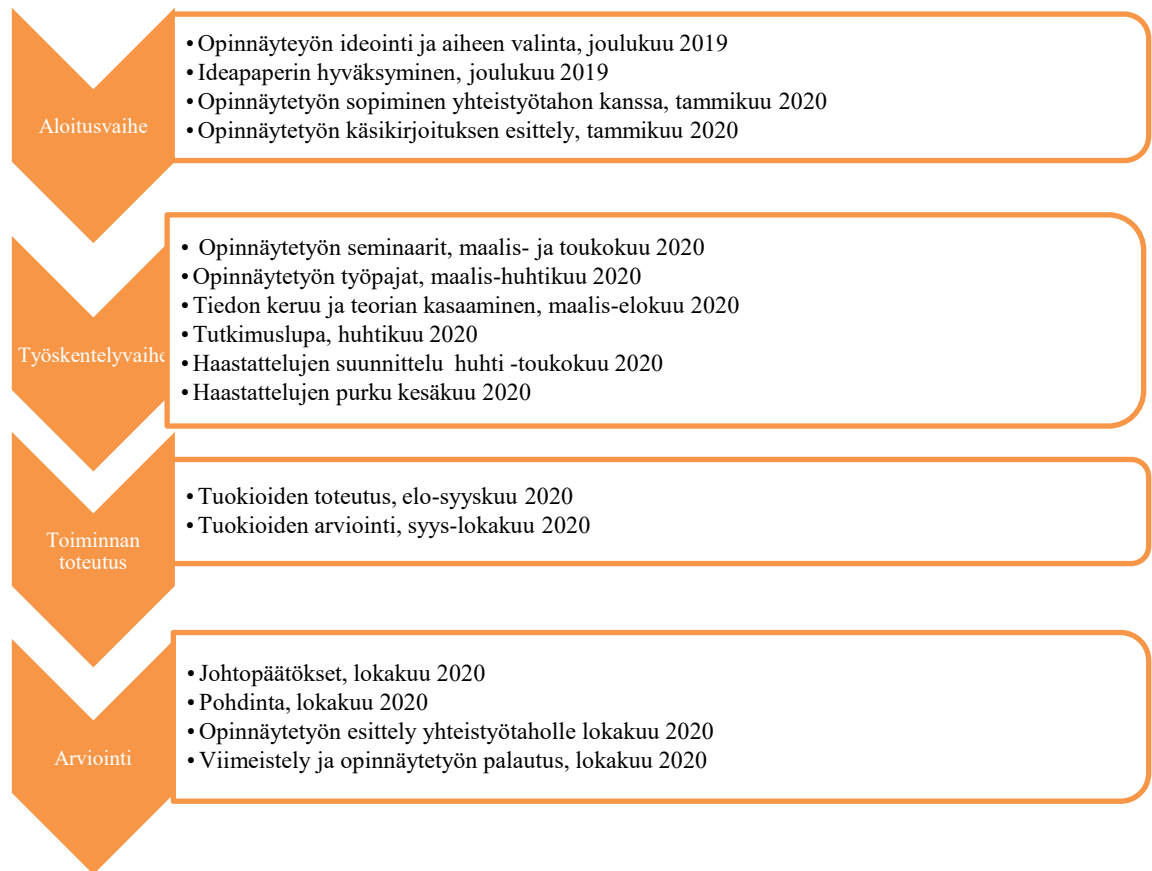 Aloitusvaihe
• Opinnäyteyön ideointi ja aiheen valinta, joulukuu 2019
• Ideapaperin hyväksyminen, joulukuu 2019
• Opinnäytetyön sopiminen yhteistyötahon kanssa, tammikuu 2020
• Opinnäytetyön käsikirjoituksen esittely, tammikuu 2020
Työskentelyvaihe
• Opinnäytetyön seminaarit, maalis- ja toukokuu 2020
• Opinnäytetyön työpajat, maalis-huhtikuu 2020
• Tiedon keruu ja teorian kasaaminen, maalis-elokuu 2020
• Tutkimuslupa, huhtikuu 2020
• Haastattelujen suunnittelu huhti -toukokuu 2020
• Haastattelujen purku kesäkuu 2020
Toiminnan
toteutus
• Tuokioiden toteutus, elo-syyskuu 2020
• Tuokioiden arviointi, syys-lokakuu 2020
Arviointi
• Johtopäätökset, lokakuu 2020
• Pohdinta, lokakuu 2020
• Opinnäytetyön esittely yhteistyötaholle lokakuu 2020
• Viimeistely ja opinnäytetyön palautus, lokakuu 2020